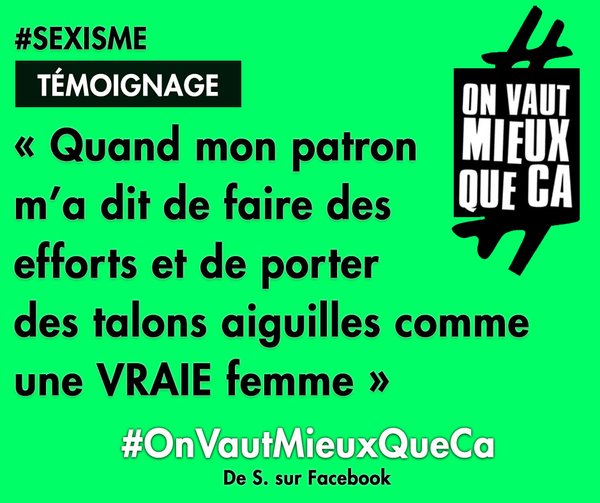 #SEXISME
TÉMOIGNAGE
ON VAUT
MIEUX
QUE CA
« Quand mon patron
m’a dit de faire des
efforts et de porter
des talons aiguilles comme
une VRAIE femme »
#OnVautMieuxQueCa
De S. sur Facebook